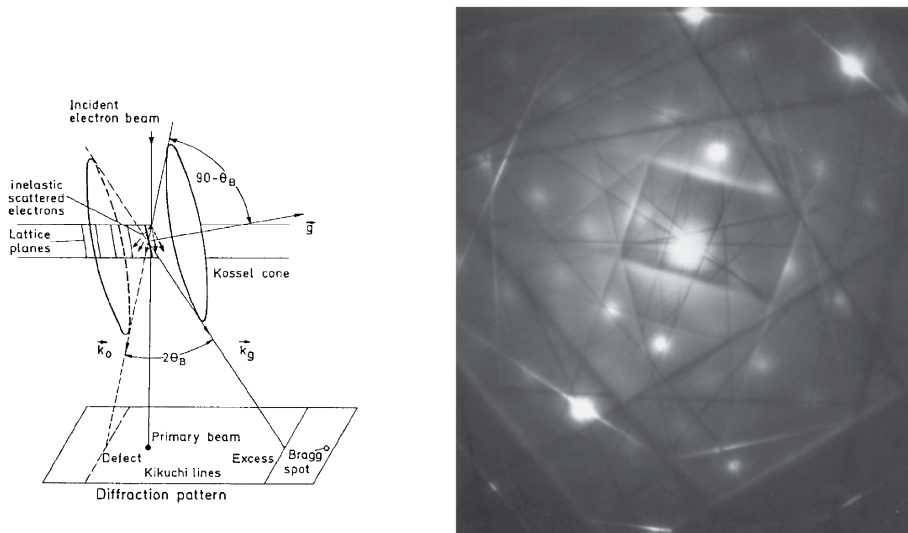 Incident
electron beam
inelastic
scattered
electrons
90-θB
g
Lattice
planes
Kossel cone
k0
2θB
kg
Primary beam
Defect
Excess
Bragg
spot
Kikuchi lines
Diffraction pattern